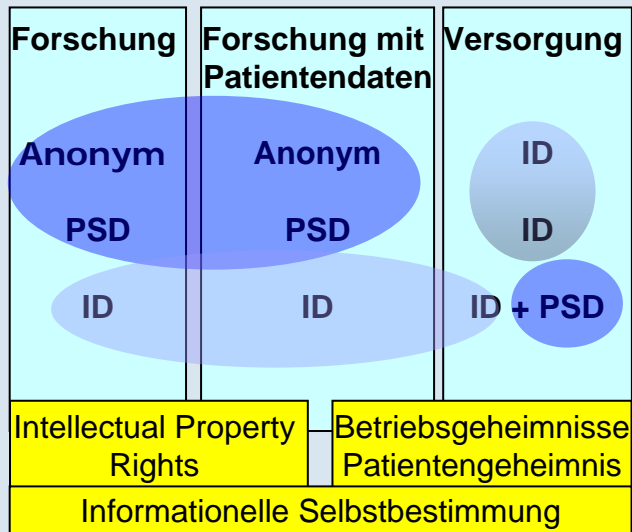 Forschung
Forschung mit
Patientendaten
Versorgung
Anonym Anonym ID
PSD PSD ID
ID ID ID + PSD
Intellectual Property
Rights
Betriebsgeheimnisse
Patientengeheimnis
Informationelle Selbstbestimmung